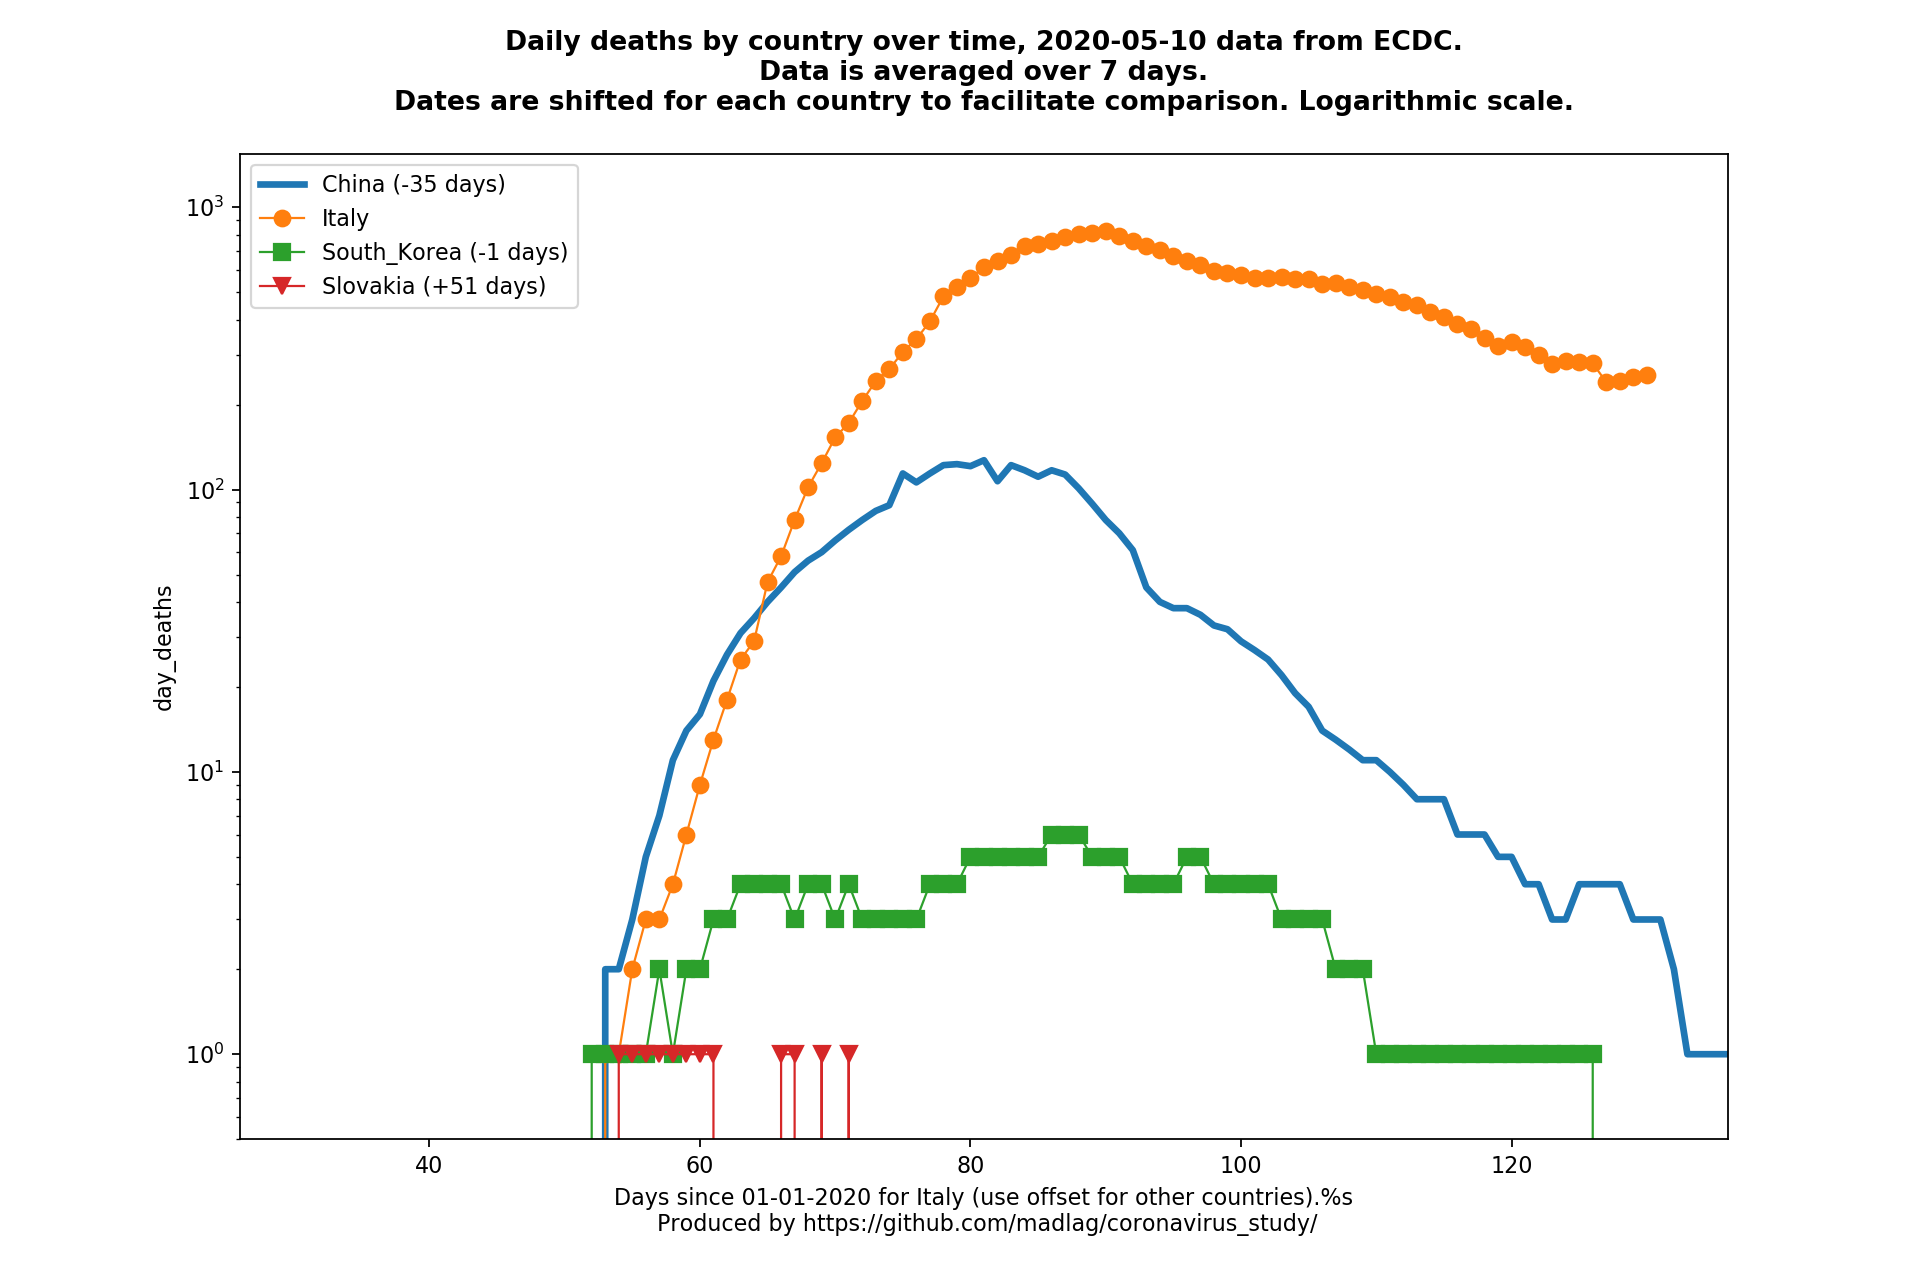 Daily deaths by country over time, 2020-05-10 data from ECDC.
Data is averaged over 7 days.
Dates are shifted for each country to facilitate comparison. Logarithmic scale.
China (-35 days)
Italy
South_Korea (-1 days)
Slovakia (+51 days)
10³
10²
10¹
10⁰
day_deaths
40 60 80 100 120
Days since 01-01-2020 for Italy (use offset for other countries).%s
Produced by https://github.com/madlag/coronavirus_study/